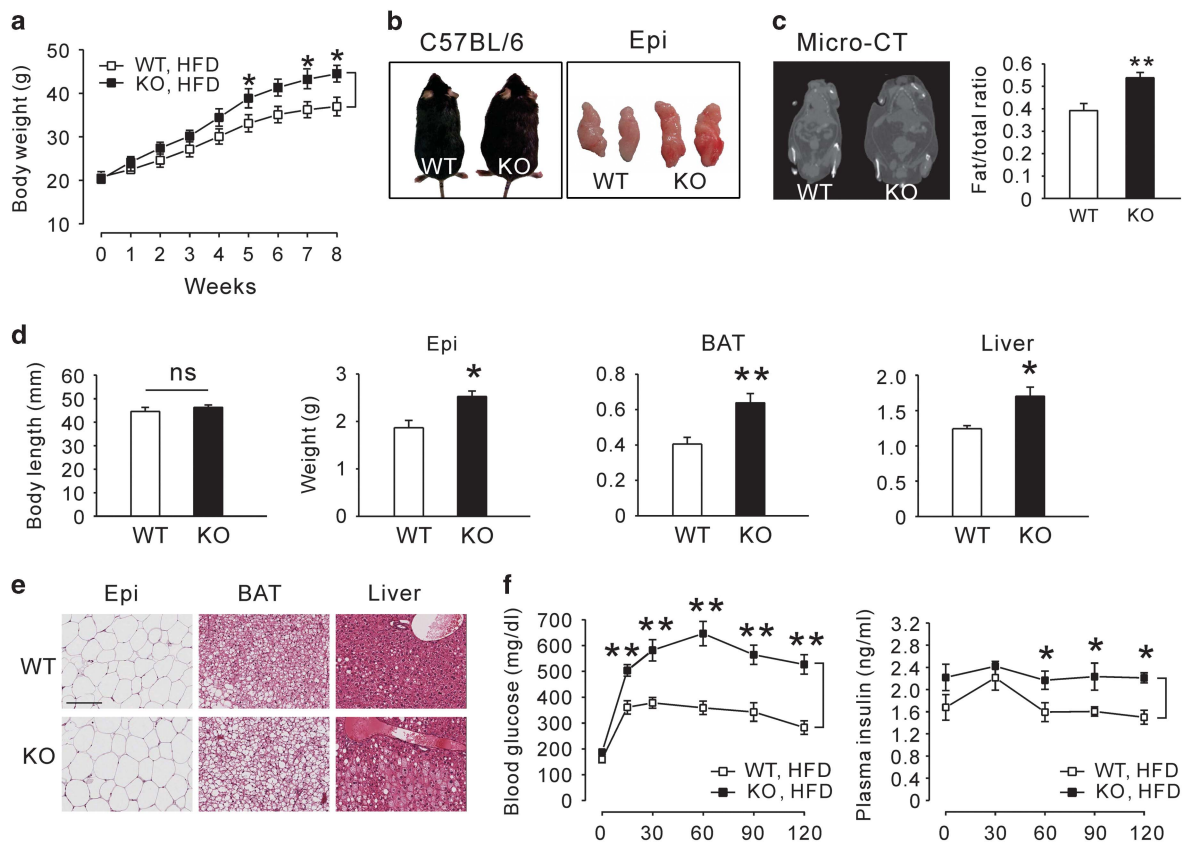 a
Body weight (g)
50
40
30
20
10
WT, HFD
KO, HFD
*
*
*
0 1 2 3 4 5 6 7 8
Weeks
b
C57BL/6
Epi
WT KO
WT KO
c
Micro-CT
WT KO
Fat/total ratio
0.6
0.5
0.4
0.3
0.2
0.1
0
**
WT KO
d
Body length (mm)
60
50
40
30
20
10
0
ns
WT KO
Epi
Weight (g)
3
2
1
0
*
WT KO
BAT
0.8
0.6
0.4
0.2
0
**
WT KO
Liver
2.0
1.5
1.0
0.5
0
*
WT KO
e
Epi BAT Liver
WT
KO
f
Blood glucose (mg/dl)
700
600
500
400
300
200
100
0
** ** ** ** **
WT, HFD
KO, HFD
0 30 60 90 120
Plasma insulin (ng/ml)
3.2
2.8
2.4
2.0
1.6
1.2
0.8
0.4
0
* * *
WT, HFD
KO, HFD
0 30 60 90 120